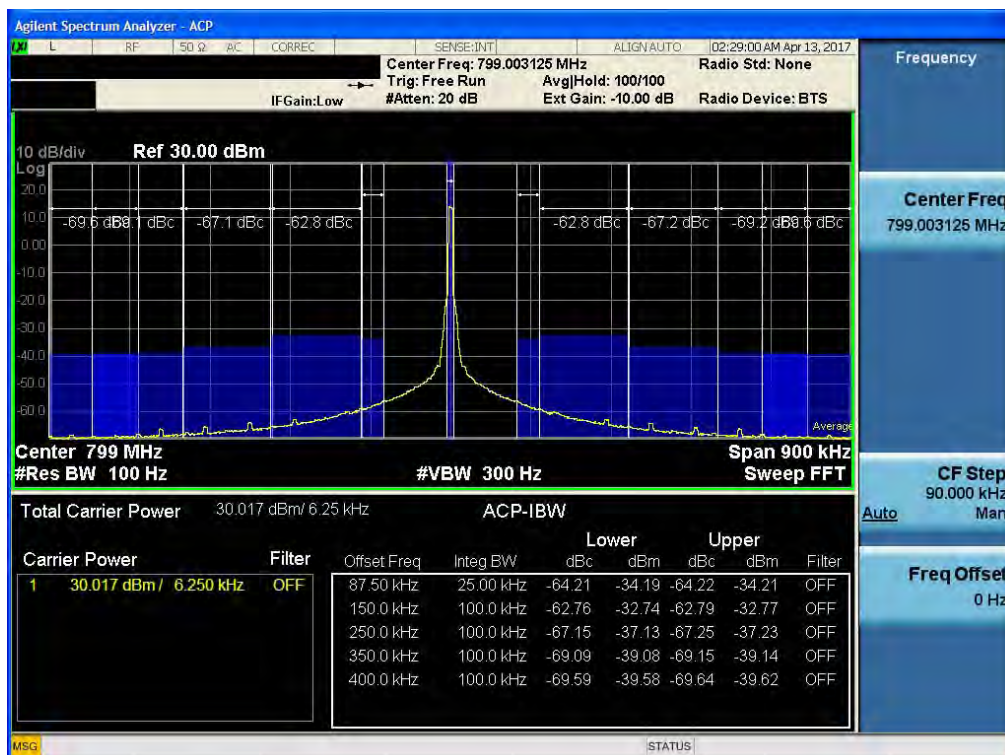 Agilent Spectrum Analyzer - ACP
LXI L RF 50 Ω AC CORREC SENSE:INT ALIGN AUTO 02:29:00 AM Apr 13, 2017
Center Freq: 799.003125 MHz Radio Std: None
Trig: Free Run Avg|Hold: 100/100
IFGain:Low #Atten: 20 dB Ext Gain: -10.00 dB Radio Device: BTS
10 dB/div Ref 30.00 dBm
Log
20.0
10.0
0.00
-10.0
-20.0
-30.0
-40.0
-50.0
-60.0
-69.6 dBc -67.1 dBc -62.8 dBc -62.8 dBc -67.2 dBc -69.2 -69.6 dBc
Average
Center 799 MHz Span 900 kHz
#Res BW 100 Hz #VBW 300 Hz Sweep FFT
Total Carrier Power 30.017 dBm/ 6.25 kHz ACP-IBW
Lower Upper
Carrier Power Filter Offset Freq Integ BW dBc dBm dBc dBm Filter
1 30.017 dBm / 6.250 kHz OFF 87.50 kHz 25.00 kHz -64.21 -34.19 -64.22 -34.21 OFF
150.0 kHz 100.0 kHz -62.76 -32.74 -62.79 -32.77 OFF
250.0 kHz 100.0 kHz -67.15 -37.13 -67.25 -37.23 OFF
350.0 kHz 100.0 kHz -69.09 -39.08 -69.15 -39.14 OFF
400.0 kHz 100.0 kHz -69.59 -39.58 -69.64 -39.62 OFF
MSG STATUS
Frequency
Center Freq
799.003125 MHz
CF Step
90.000 kHz
Auto Man
Freq Offset
0 Hz